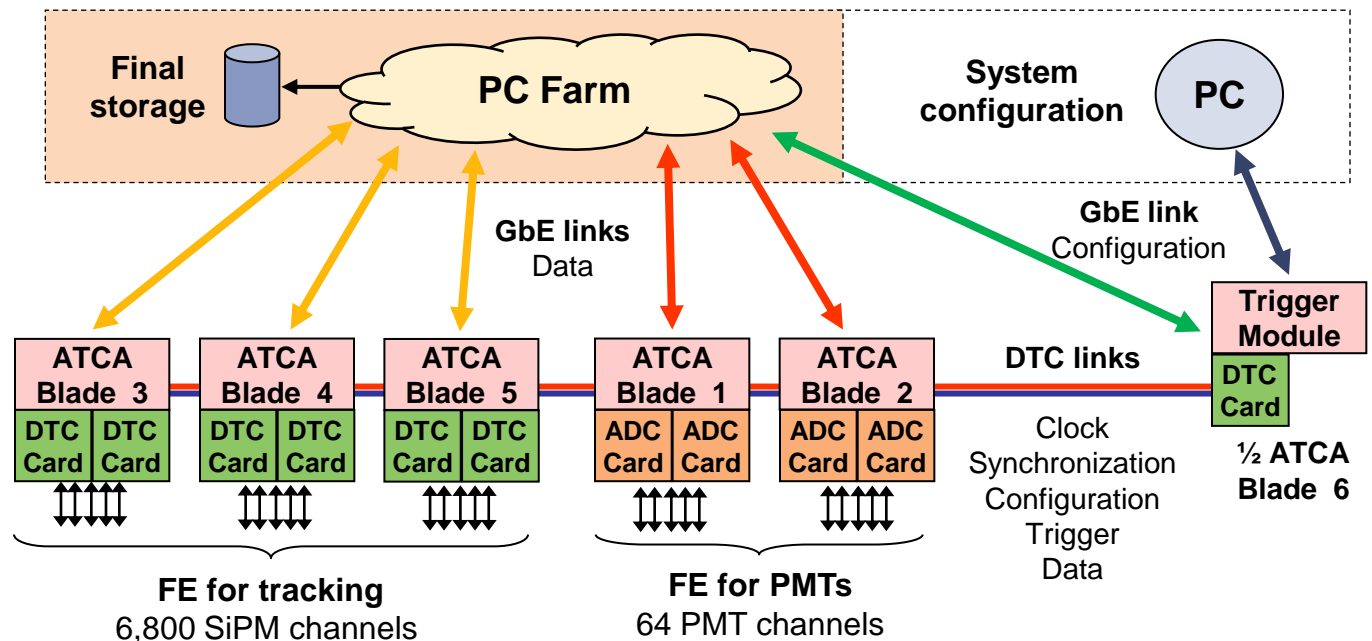 Final
storage
PC Farm
System
configuration
PC
GbE links
Data
GbE link
Configuration
Trigger
Module
DTC
Card
½ ATCA
Blade 6
ATCA
Blade 3
DTC
Card
DTC
Card
ATCA
Blade 4
DTC
Card
DTC
Card
ATCA
Blade 5
DTC
Card
DTC
Card
ATCA
Blade 1
ADC
Card
ADC
Card
ATCA
Blade 2
ADC
Card
ADC
Card
DTC links
Clock
Synchronization
Configuration
Trigger
Data
FE for tracking
6,800 SiPM channels
FE for PMTs
64 PMT channels